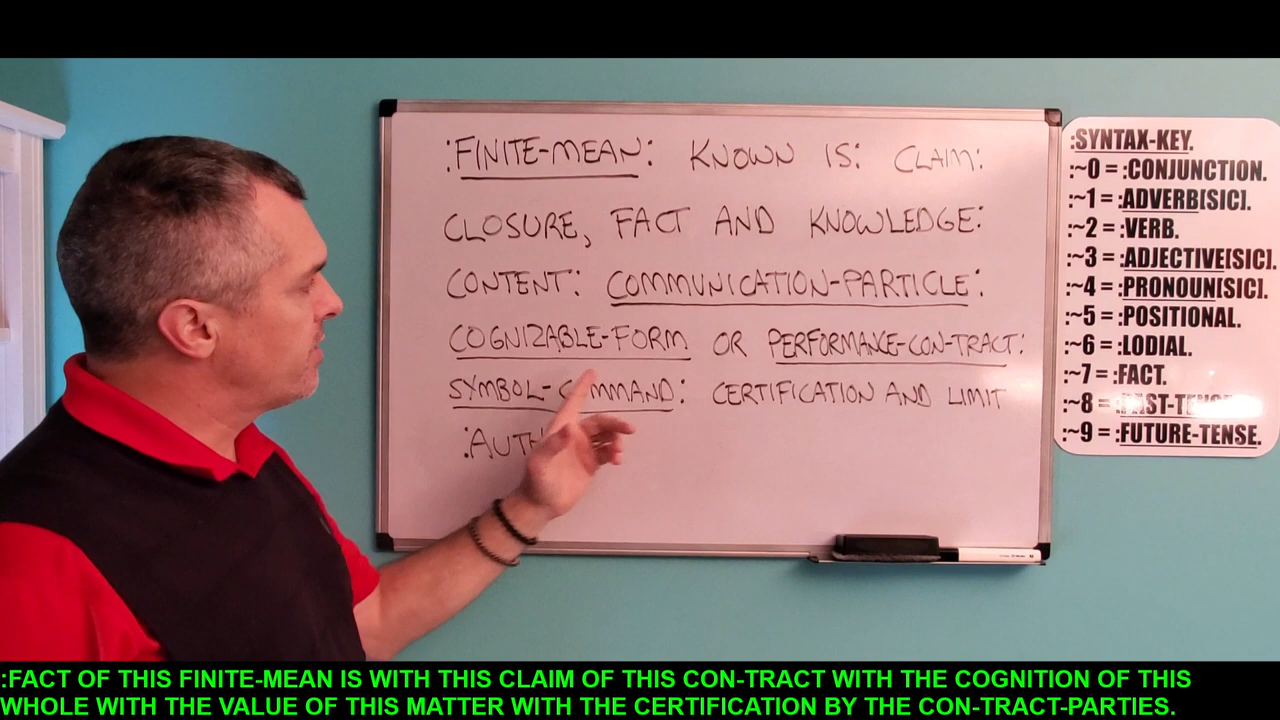 :FINITE-MEAN: KNOWN IS: CLAIM:
CLOSURE, FACT AND KNOWLEDGE:
CONTENT: COMMUNICATION-PARTICLE:
COGNIZABLE-FORM OR PERFORMANCE-CON-TRACT:
SYMBOL-COMMAND: CERTIFICATION AND LIMIT
:SYNTAX-KEY.
:~0 = :CONJUNCTION.
:~1 = :ADVERB[SIC].
:~2 = :VERB.
:~3 = :ADJECTIVE[SIC].
:~4 = :PRONOUN[SIC].
:~5 = :POSITIONAL.
:~6 = :LODIAL.
:~7 = :FACT.
:~8 = :PAST-TENSE.
:~9 = :FUTURE-TENSE.
:FACT OF THIS FINITE-MEAN IS WITH THIS CLAIM OF THIS CON-TRACT WITH THE COGNITION OF THIS
WHOLE WITH THE VALUE OF THIS MATTER WITH THE CERTIFICATION BY THE CON-TRACT-PARTIES.